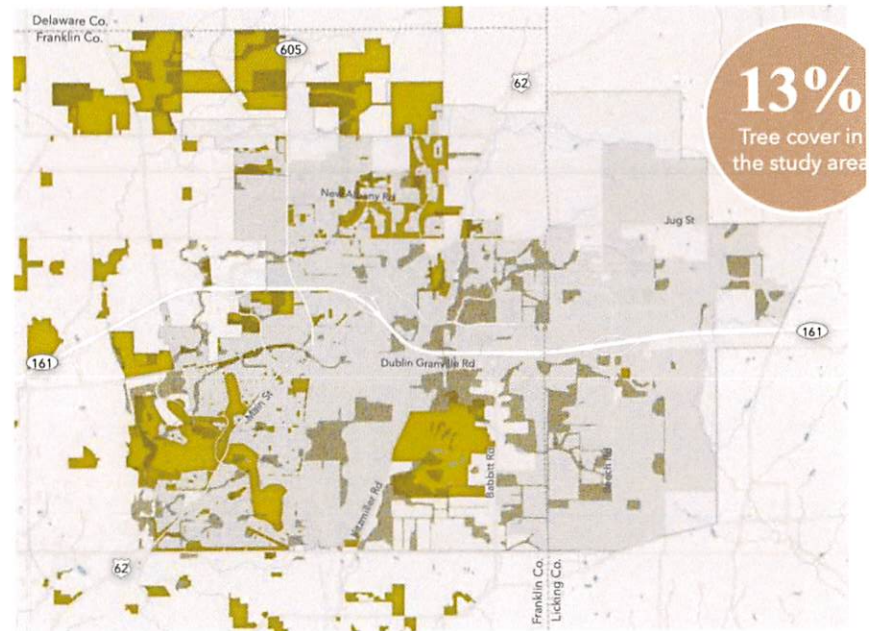 Delaware Co.
Franklin Co.
605
62
13%
Tree cover in
the study area
New Albany Rd
Jug St
161
161
Dublin Granville Rd
Main St
Kitzmiller Rd
Babbitt Rd
Beech Rd
62
Franklin Co.
Licking Co.